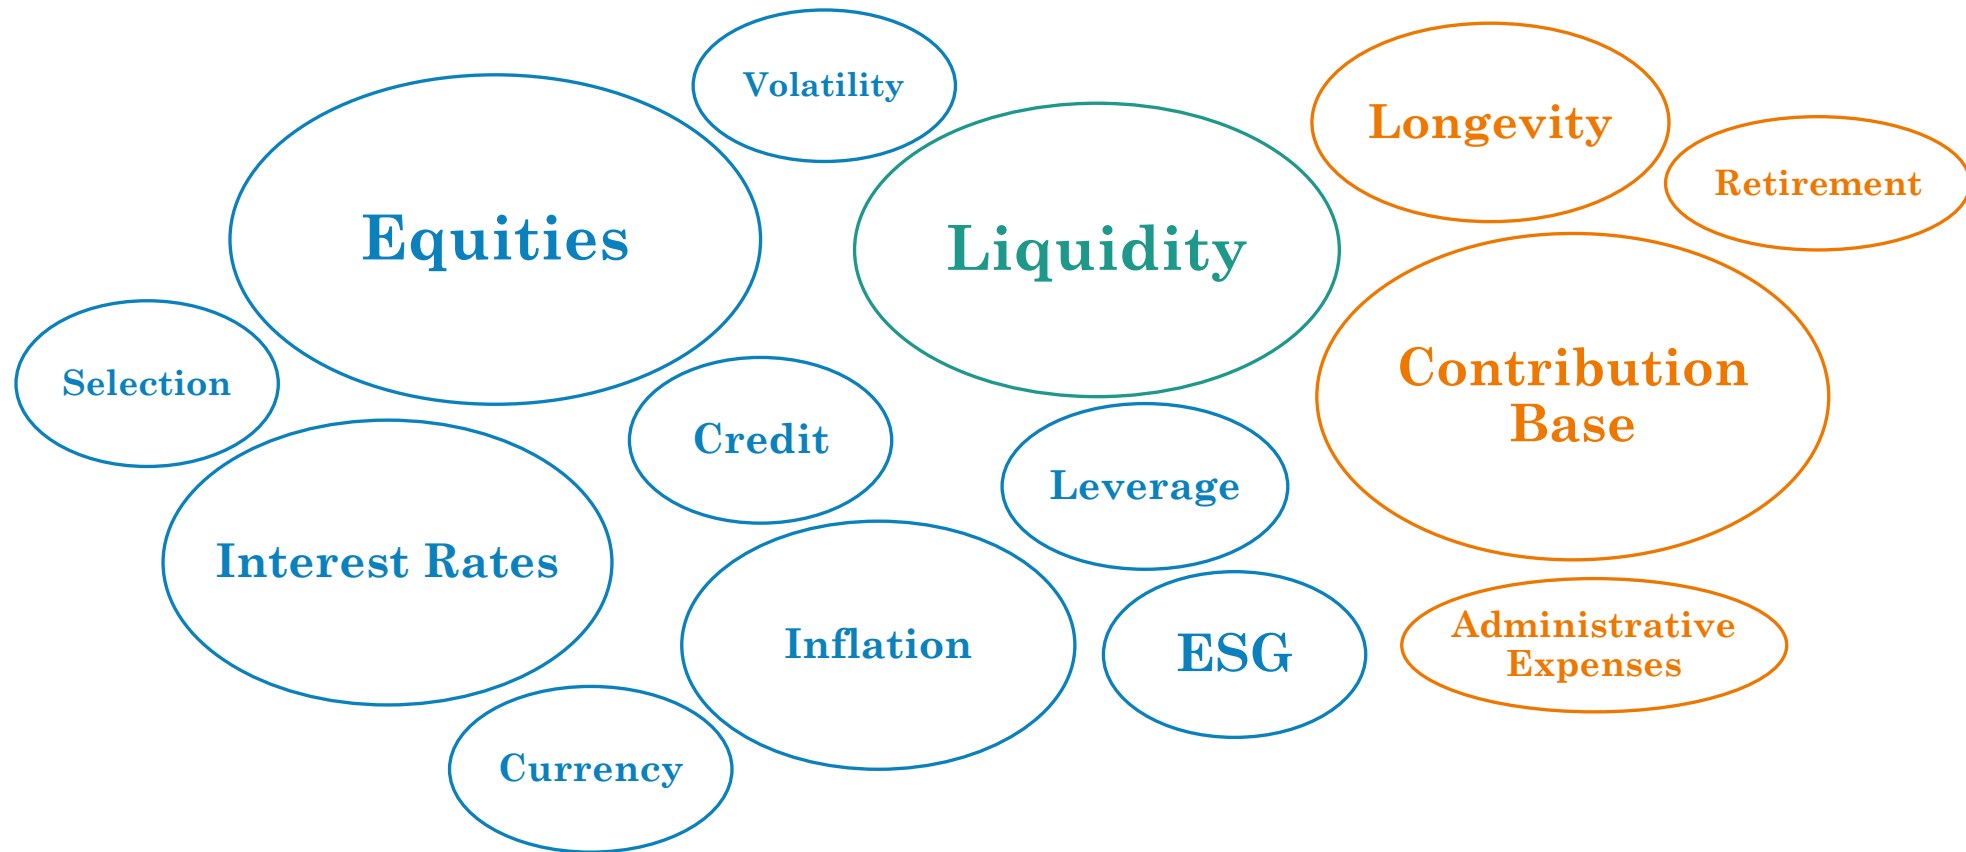 Volatility
Longevity
Retirement
Equities
Liquidity
Selection
Contribution
Base
Credit
Leverage
Interest Rates
Inflation
ESG
Administrative
Expenses
Currency